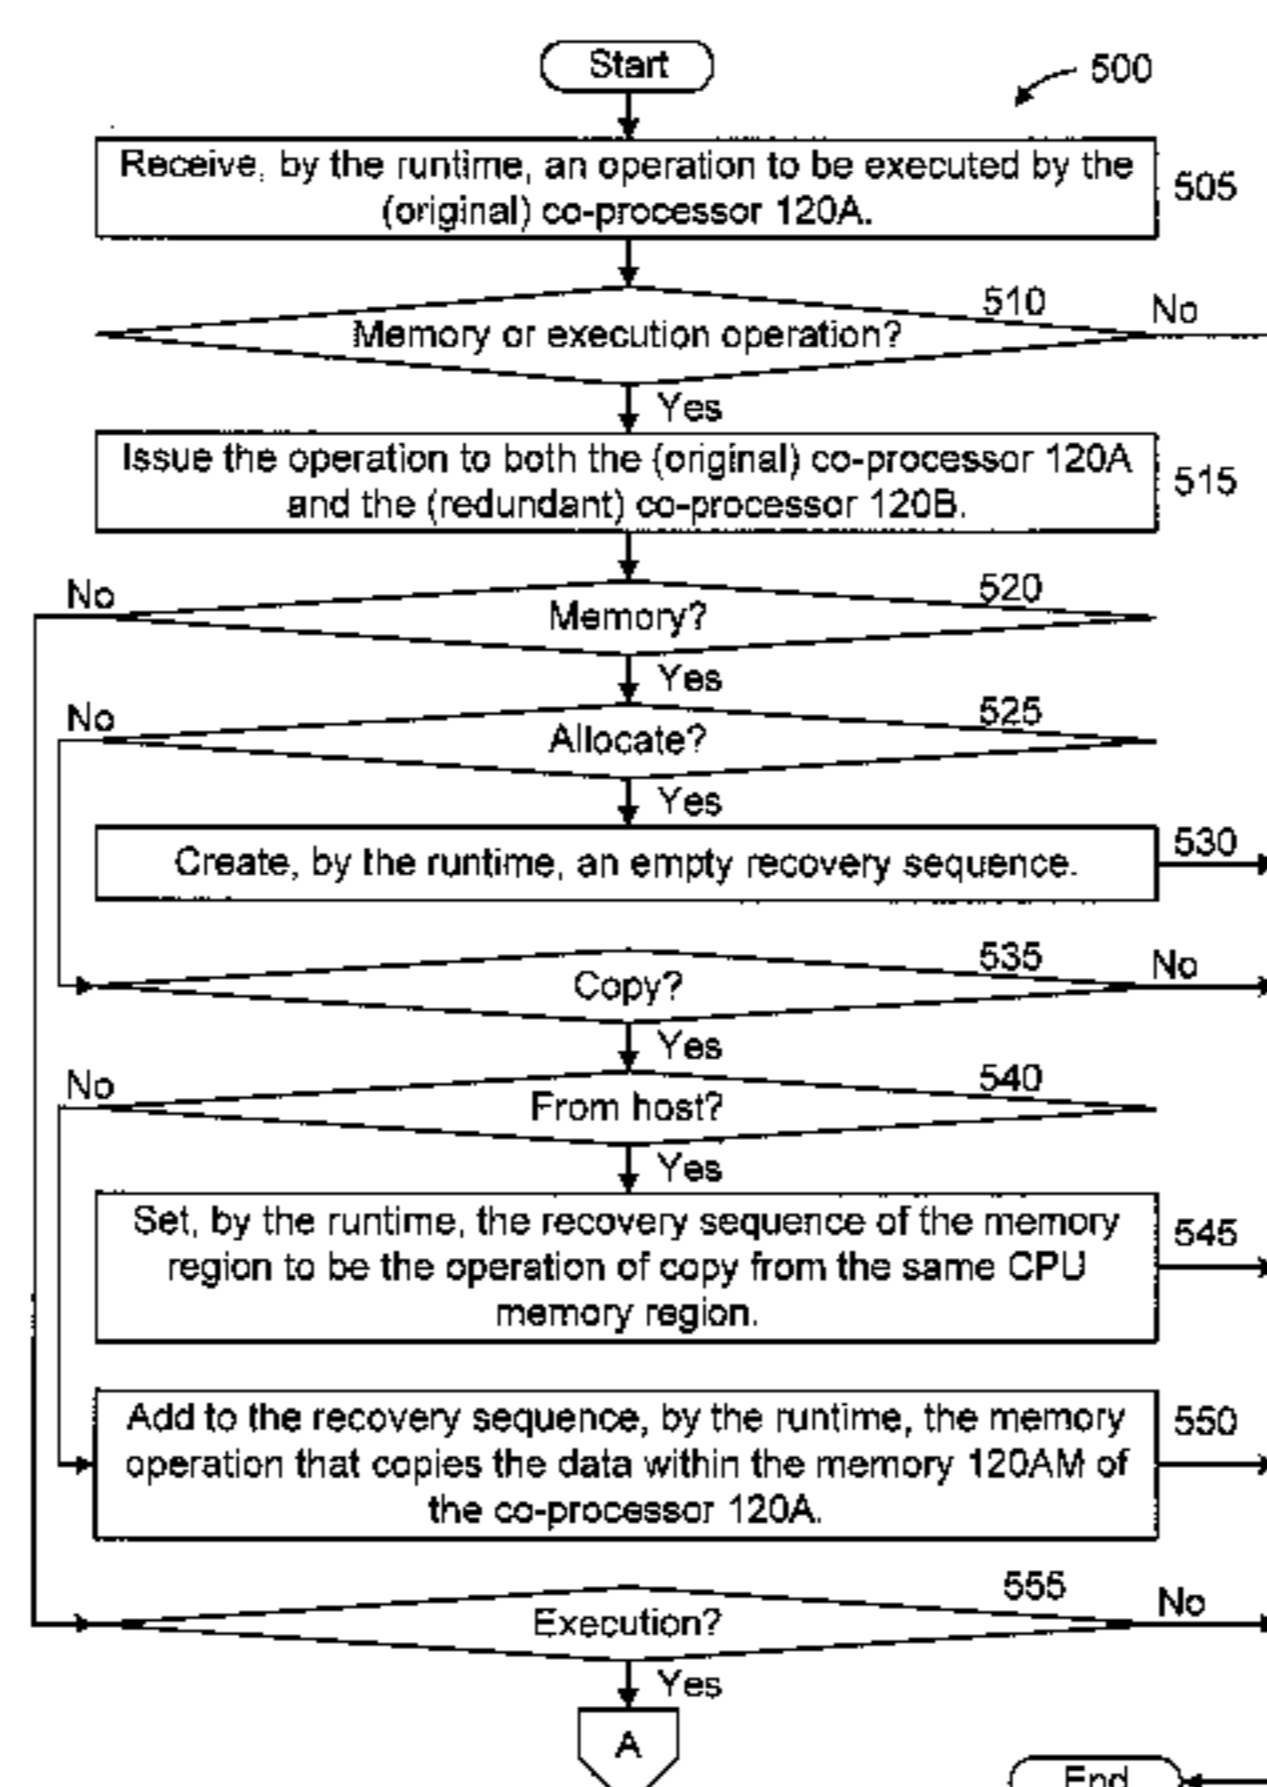 Start
500
Receive, by the runtime, an operation to be executed by the
(original) co-processor 120A.
505
510
No
Memory or execution operation?
Yes
Issue the operation to both the (original) co-processor 120A
and the (redundant) co-processor 120B.
515
No
520
Memory?
Yes
No
525
Allocate?
Yes
530
Create, by the runtime, an empty recovery sequence.
535
No
Copy?
Yes
No
540
From host?
Yes
Set, by the runtime, the recovery sequence of the memory
region to be the operation of copy from the same CPU
memory region.
545
Add to the recovery sequence, by the runtime, the memory
operation that copies the data within the memory 120AM of
the co-processor 120A.
550
555
No
Execution?
Yes
A
End